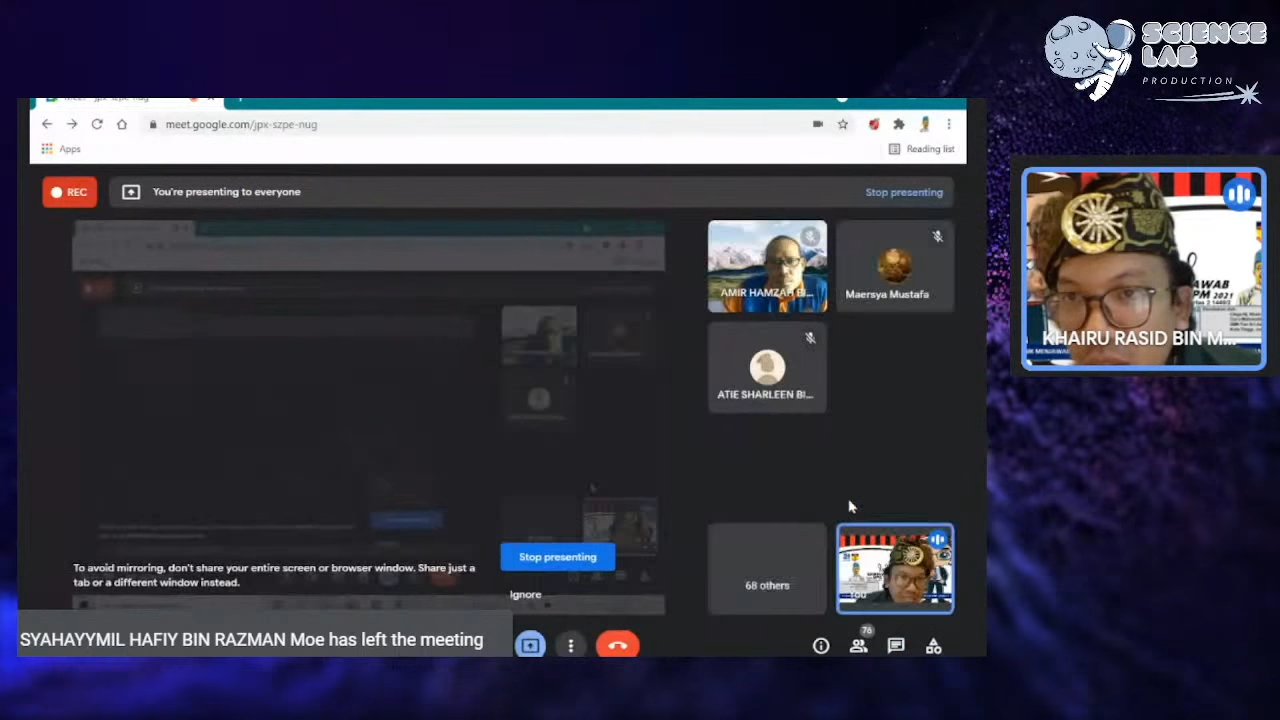 SCIENCE
LAB
PRODUCTION
meet.google.com/jpx-szpe-nug
Apps
Reading list
REC
You're presenting to everyone
Stop presenting
AMIR HAMZAH BI...
Maersya Mustafa
ATIE SHARLEEN BI...
KHAIRU RASID BIN M...
To avoid mirroring, don't share your entire screen or browser window. Share just a
tab or a different window instead.
Stop presenting
Ignore
68 others
You
SYAHAYYMIL HAFIY BIN RAZMAN Moe has left the meeting
76